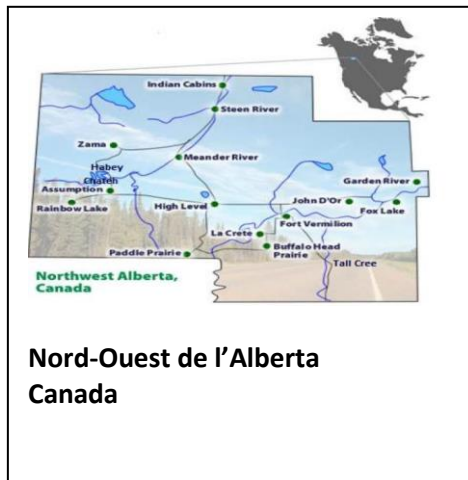 Indian Cabins
Steen River
Zama
Meander River
Habey
Chateh
Garden River
Assumption
John D'Or
Rainbow Lake
High Level
Fox Lake
Fort Vermilion
La Crete
Buffalo Head
Prairie
Paddle Prairie
Tall Cree
Northwest Alberta,
Canada
Nord-Ouest de l’Alberta
Canada